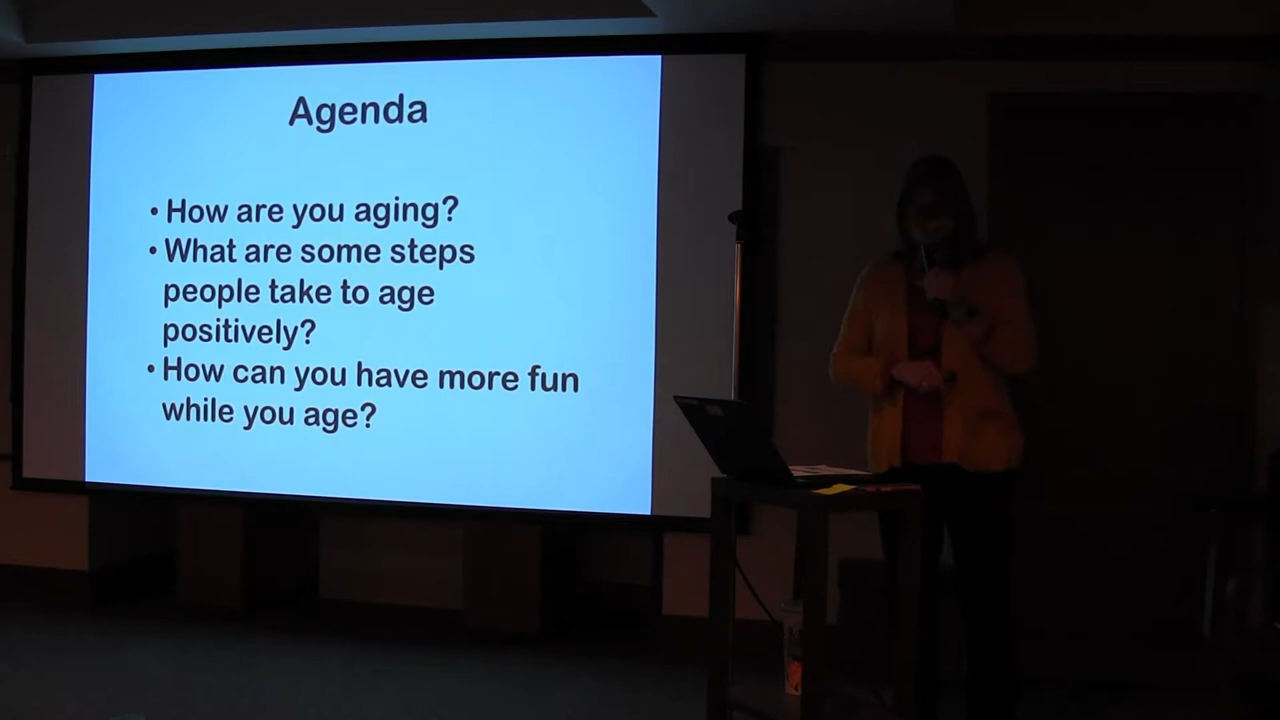 Agenda
• How are you aging?
• What are some steps
people take to age
positively?
• How can you have more fun
while you age?